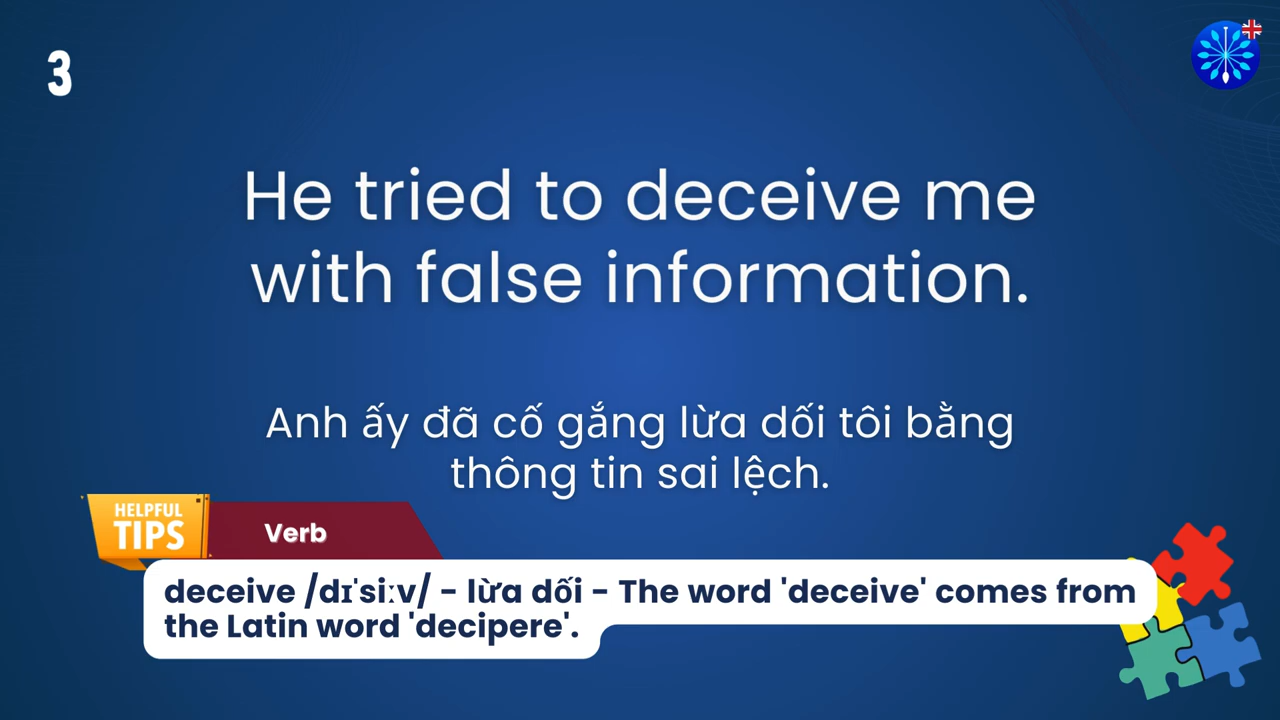 3
He tried to deceive me
with false information.
Anh ấy đã cố gắng lừa dối tôi bằng
thông tin sai lệch.
HELPFUL
TIPS
Verb
deceive /dɪˈsiːv/ - lừa dối - The word 'deceive' comes from
the Latin word 'decipere'.